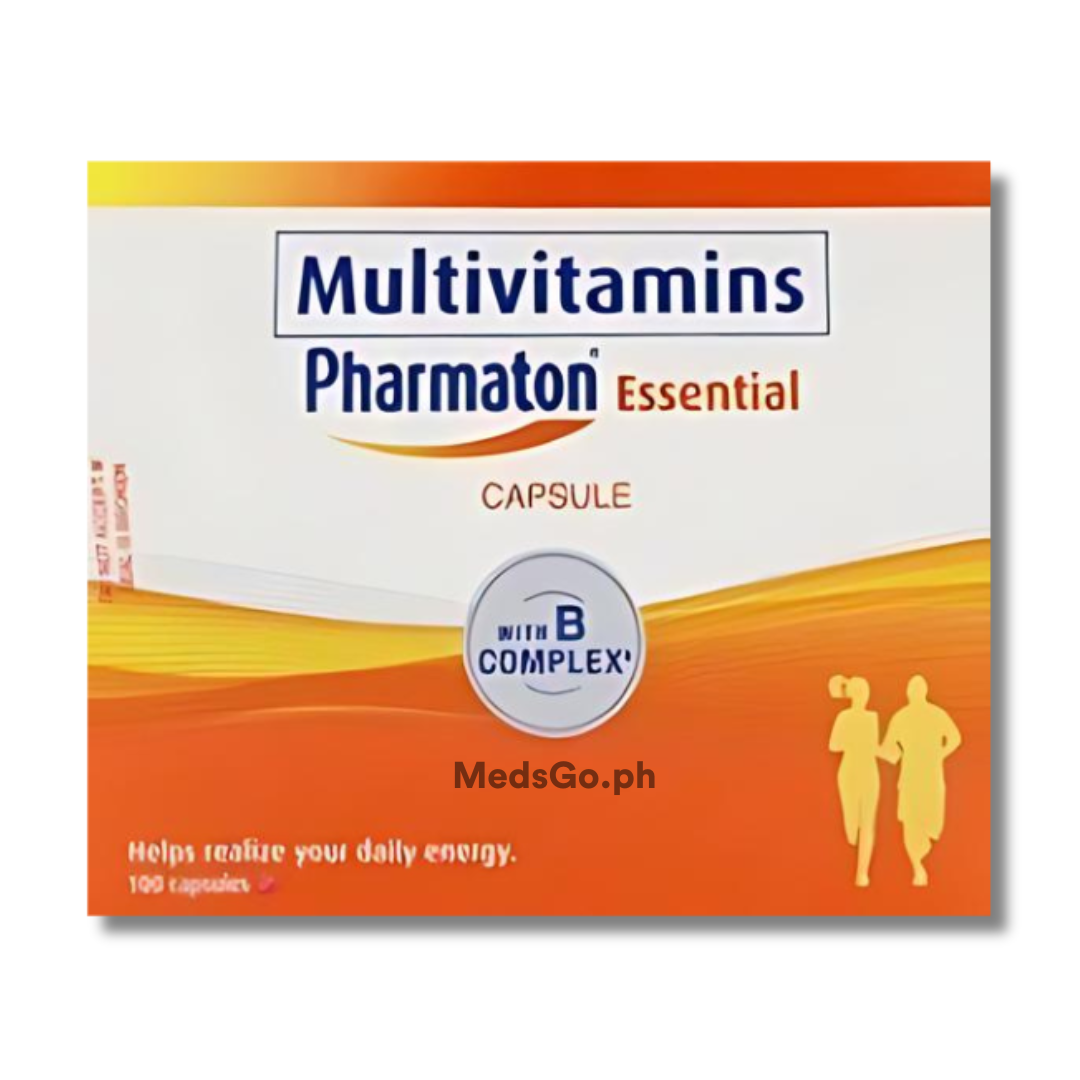 Multivitamins
Pharmaton® Essential
CAPSULE
WITH B
COMPLEX
MedsGo.ph
Helps realize your daily energy.
100 capsules